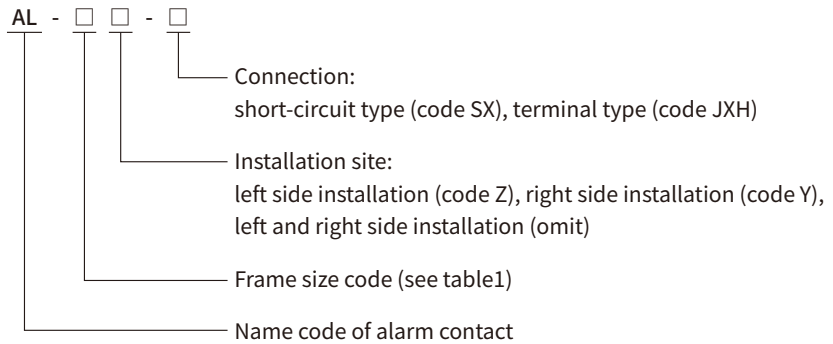 AL - □ □ - □
Connection:
short-circuit type (code SX), terminal type (code JXH)
Installation site:
left side installation (code Z), right side installation (code Y),
left and right side installation (omit)
Frame size code (see table1)
Name code of alarm contact